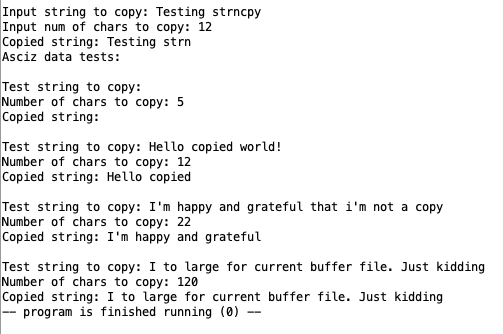 Input string to copy: Testing strncpy
Input num of chars to copy: 12
Copied string: Testing strn
Asciz data tests:

Test string to copy:
Number of chars to copy: 5
Copied string:

Test string to copy: Hello copied world!
Number of chars to copy: 12
Copied string: Hello copied

Test string to copy: I'm happy and grateful that i'm not a copy
Number of chars to copy: 22
Copied string: I'm happy and grateful

Test string to copy: I to large for current buffer file. Just kidding
Number of chars to copy: 120
Copied string: I to large for current buffer file. Just kidding
-- program is finished running (0) --